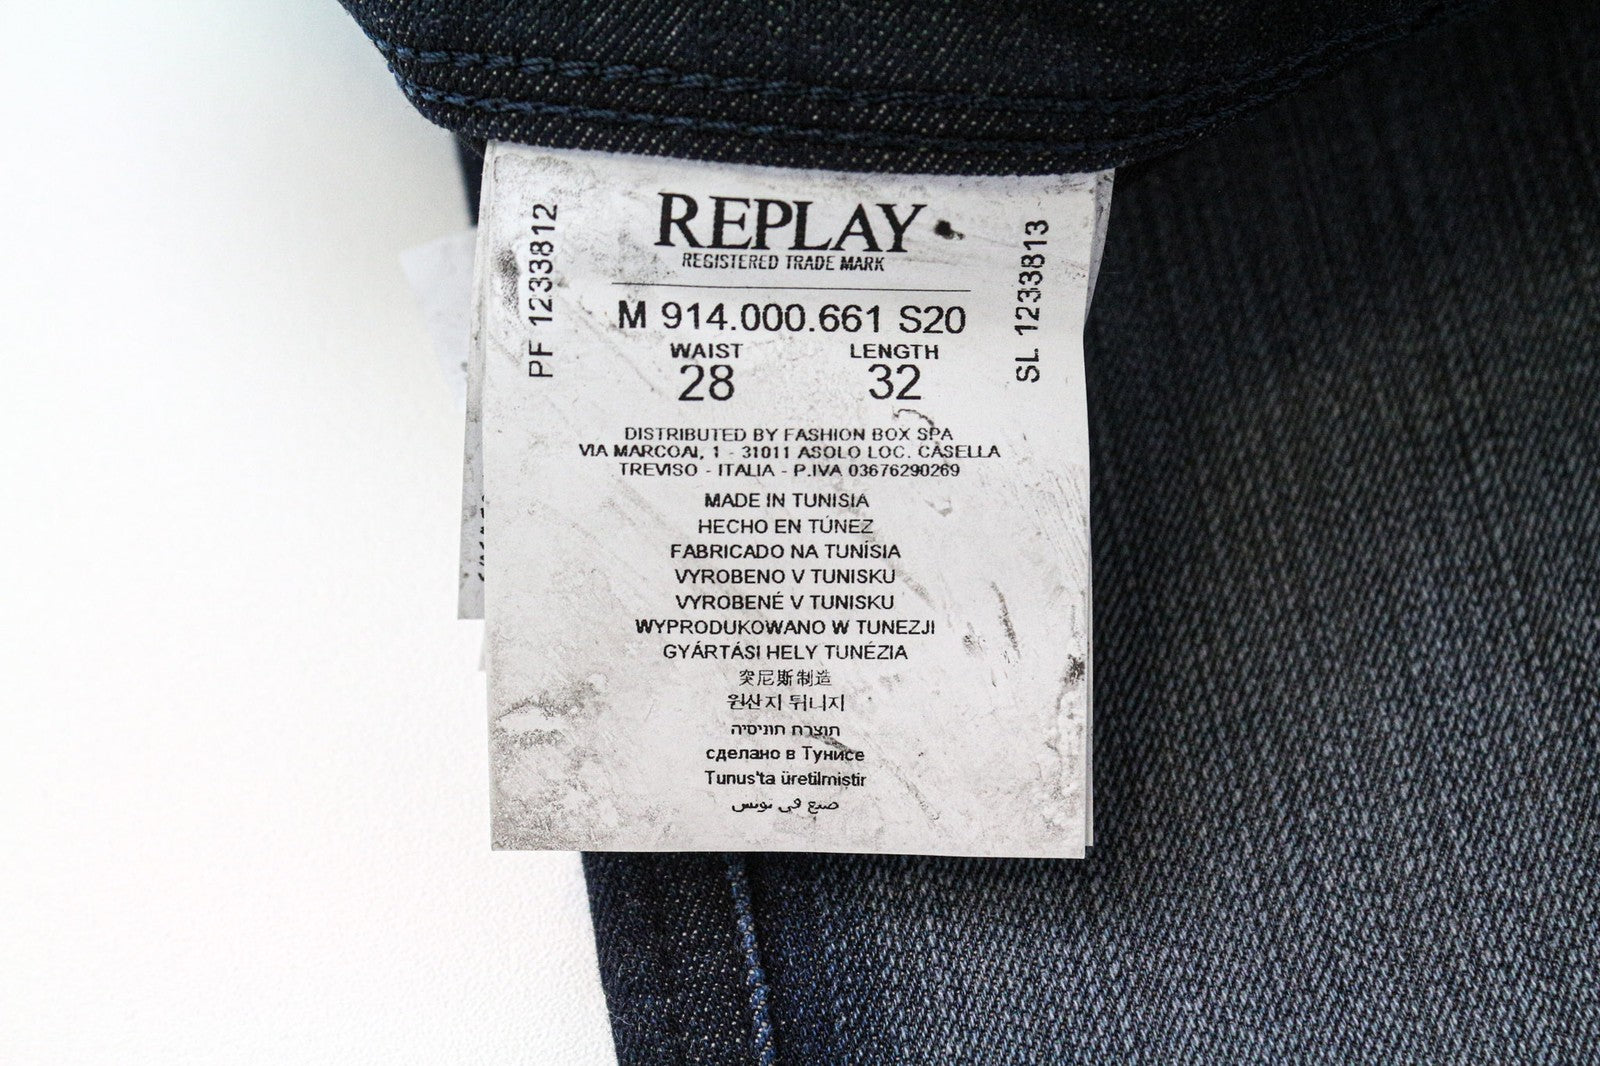 REPLAY
REGISTERED TRADE MARK
PF 1233812
SL 1233813
M 914.000.661 S20
WAIST LENGTH
28 32
DISTRIBUTED BY FASHION BOX SPA
VIA MARCOAI, 1 - 31011 ASOLO LOC. CASELLA
TREVISO - ITALIA - P.IVA 03676290269
MADE IN TUNISIA
HECHO EN TÚNEZ
FABRICADO NA TUNÍSIA
VYROBENO V TUNISKU
VYROBENÉ V TUNISKU
WYPRODUKOWANO W TUNEZJI
GYÁRTÁSI HELY TUNÉZIA
突尼斯制造
원산지 튀니지
תוצרת תוניסיה
сделано в Тунисе
Tunus'ta üretilmiştir
صنع في تونس